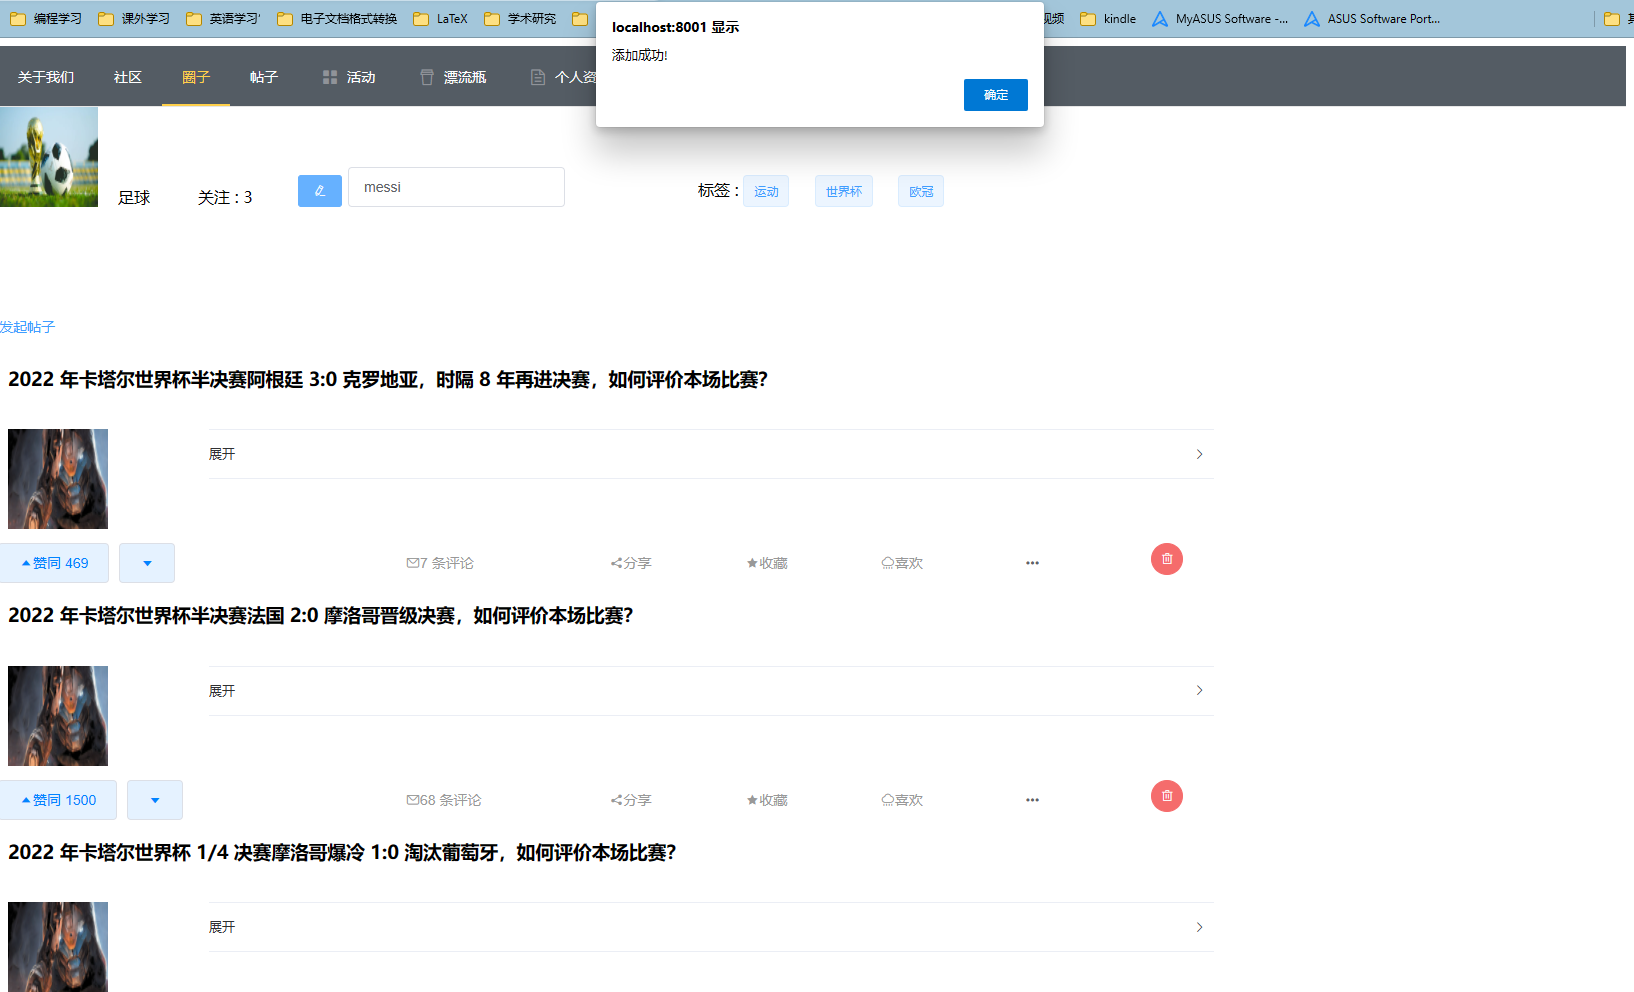 编程学习 课外学习 英语学习' 电子文档格式转换 LaTeX 学术研究 视频 kindle MyASUS Software -... ASUS Software Port...
localhost:8001 显示
添加成功!
确定
关于我们 社区 圈子 帖子 活动 漂流瓶 个人资
足球 关注 : 3 messi 标签 : 运动 世界杯 欧冠
发起帖子
2022 年卡塔尔世界杯半决赛阿根廷 3:0 克罗地亚，时隔 8 年再进决赛，如何评价本场比赛?
展开
赞同 469 7 条评论 分享 收藏 喜欢 •••
2022 年卡塔尔世界杯半决赛法国 2:0 摩洛哥晋级决赛，如何评价本场比赛?
展开
赞同 1500 68 条评论 分享 收藏 喜欢 •••
2022 年卡塔尔世界杯 1/4 决赛摩洛哥爆冷 1:0 淘汰葡萄牙，如何评价本场比赛?
展开